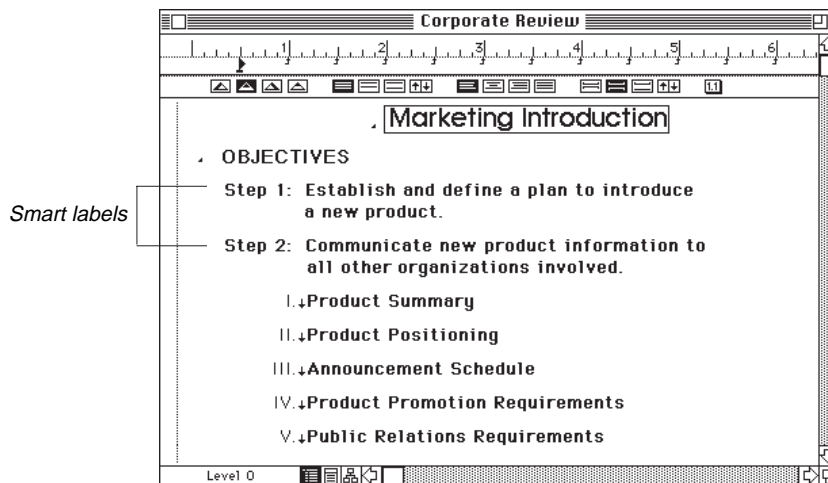 Corporate Review
1 2 3 4 5 6
1.1
Marketing Introduction
OBJECTIVES
Smart labels
Step 1: Establish and define a plan to introduce
a new product.
Step 2: Communicate new product information to
all other organizations involved.
I.↓Product Summary
II.↓Product Positioning
III.↓Announcement Schedule
IV.↓Product Promotion Requirements
V.↓Public Relations Requirements
Level 0